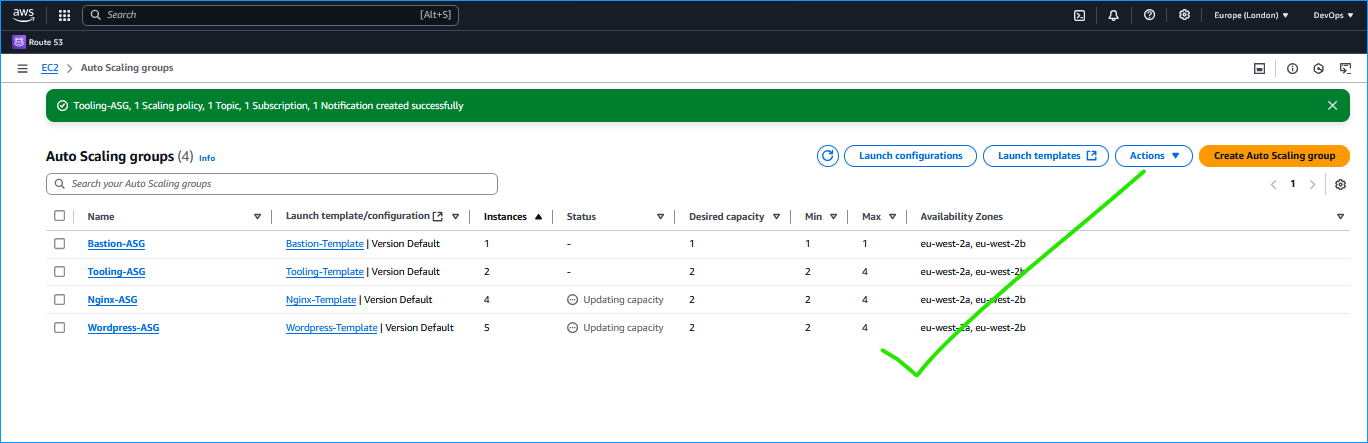 aws Search [Alt+S] Europe (London) ▼ DevOps ▼
Route 53
EC2 > Auto Scaling groups
Tooling-ASG, 1 Scaling policy, 1 Topic, 1 Subscription, 1 Notification created successfully
Auto Scaling groups (4) Info Launch configurations Launch templates Actions ▼ Create Auto Scaling group
Search your Auto Scaling groups < 1 >
Name Launch template/configuration Instances Status Desired capacity Min Max Availability Zones
Bastion-ASG Bastion-Template | Version Default 1 - 1 1 1 eu-west-2a, eu-west-2b
Tooling-ASG Tooling-Template | Version Default 2 - 2 2 4 eu-west-2a, eu-west-2b
Nginx-ASG Nginx-Template | Version Default 4 Updating capacity 2 2 4 eu-west-2a, eu-west-2b
Wordpress-ASG Wordpress-Template | Version Default 5 Updating capacity 2 2 4 eu-west-2a, eu-west-2b